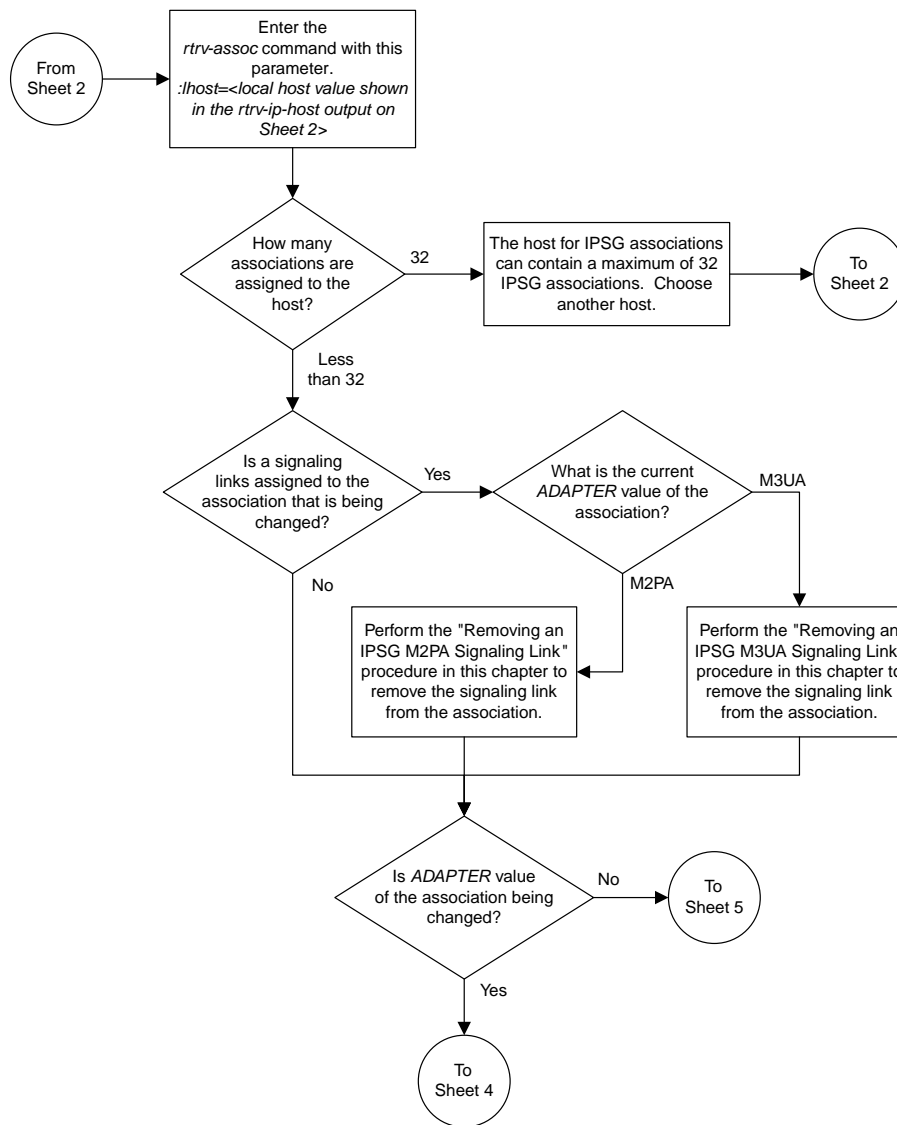 From
Sheet 2
Enter the
rtrv-assoc command with this
parameter.
:lhost=<local host value shown
in the rtrv-ip-host output on
Sheet 2>
How many
associations are
assigned to the
host?
32
The host for IPSG associations
can contain a maximum of 32
IPSG associations.  Choose
another host.
To
Sheet 2
Less
than 32
Is a signaling
links assigned to the
association that is being
changed?
Yes
What is the current
ADAPTER value of the
association?
M3UA
No
M2PA
Perform the "Removing an
IPSG M2PA Signaling Link"
procedure in this chapter to
remove the signaling link
from the association.
Perform the "Removing an
IPSG M3UA Signaling Link
procedure in this chapter to
remove the signaling link
from the association.
Is ADAPTER value
of the association being
changed?
No
To
Sheet 5
Yes
To
Sheet 4